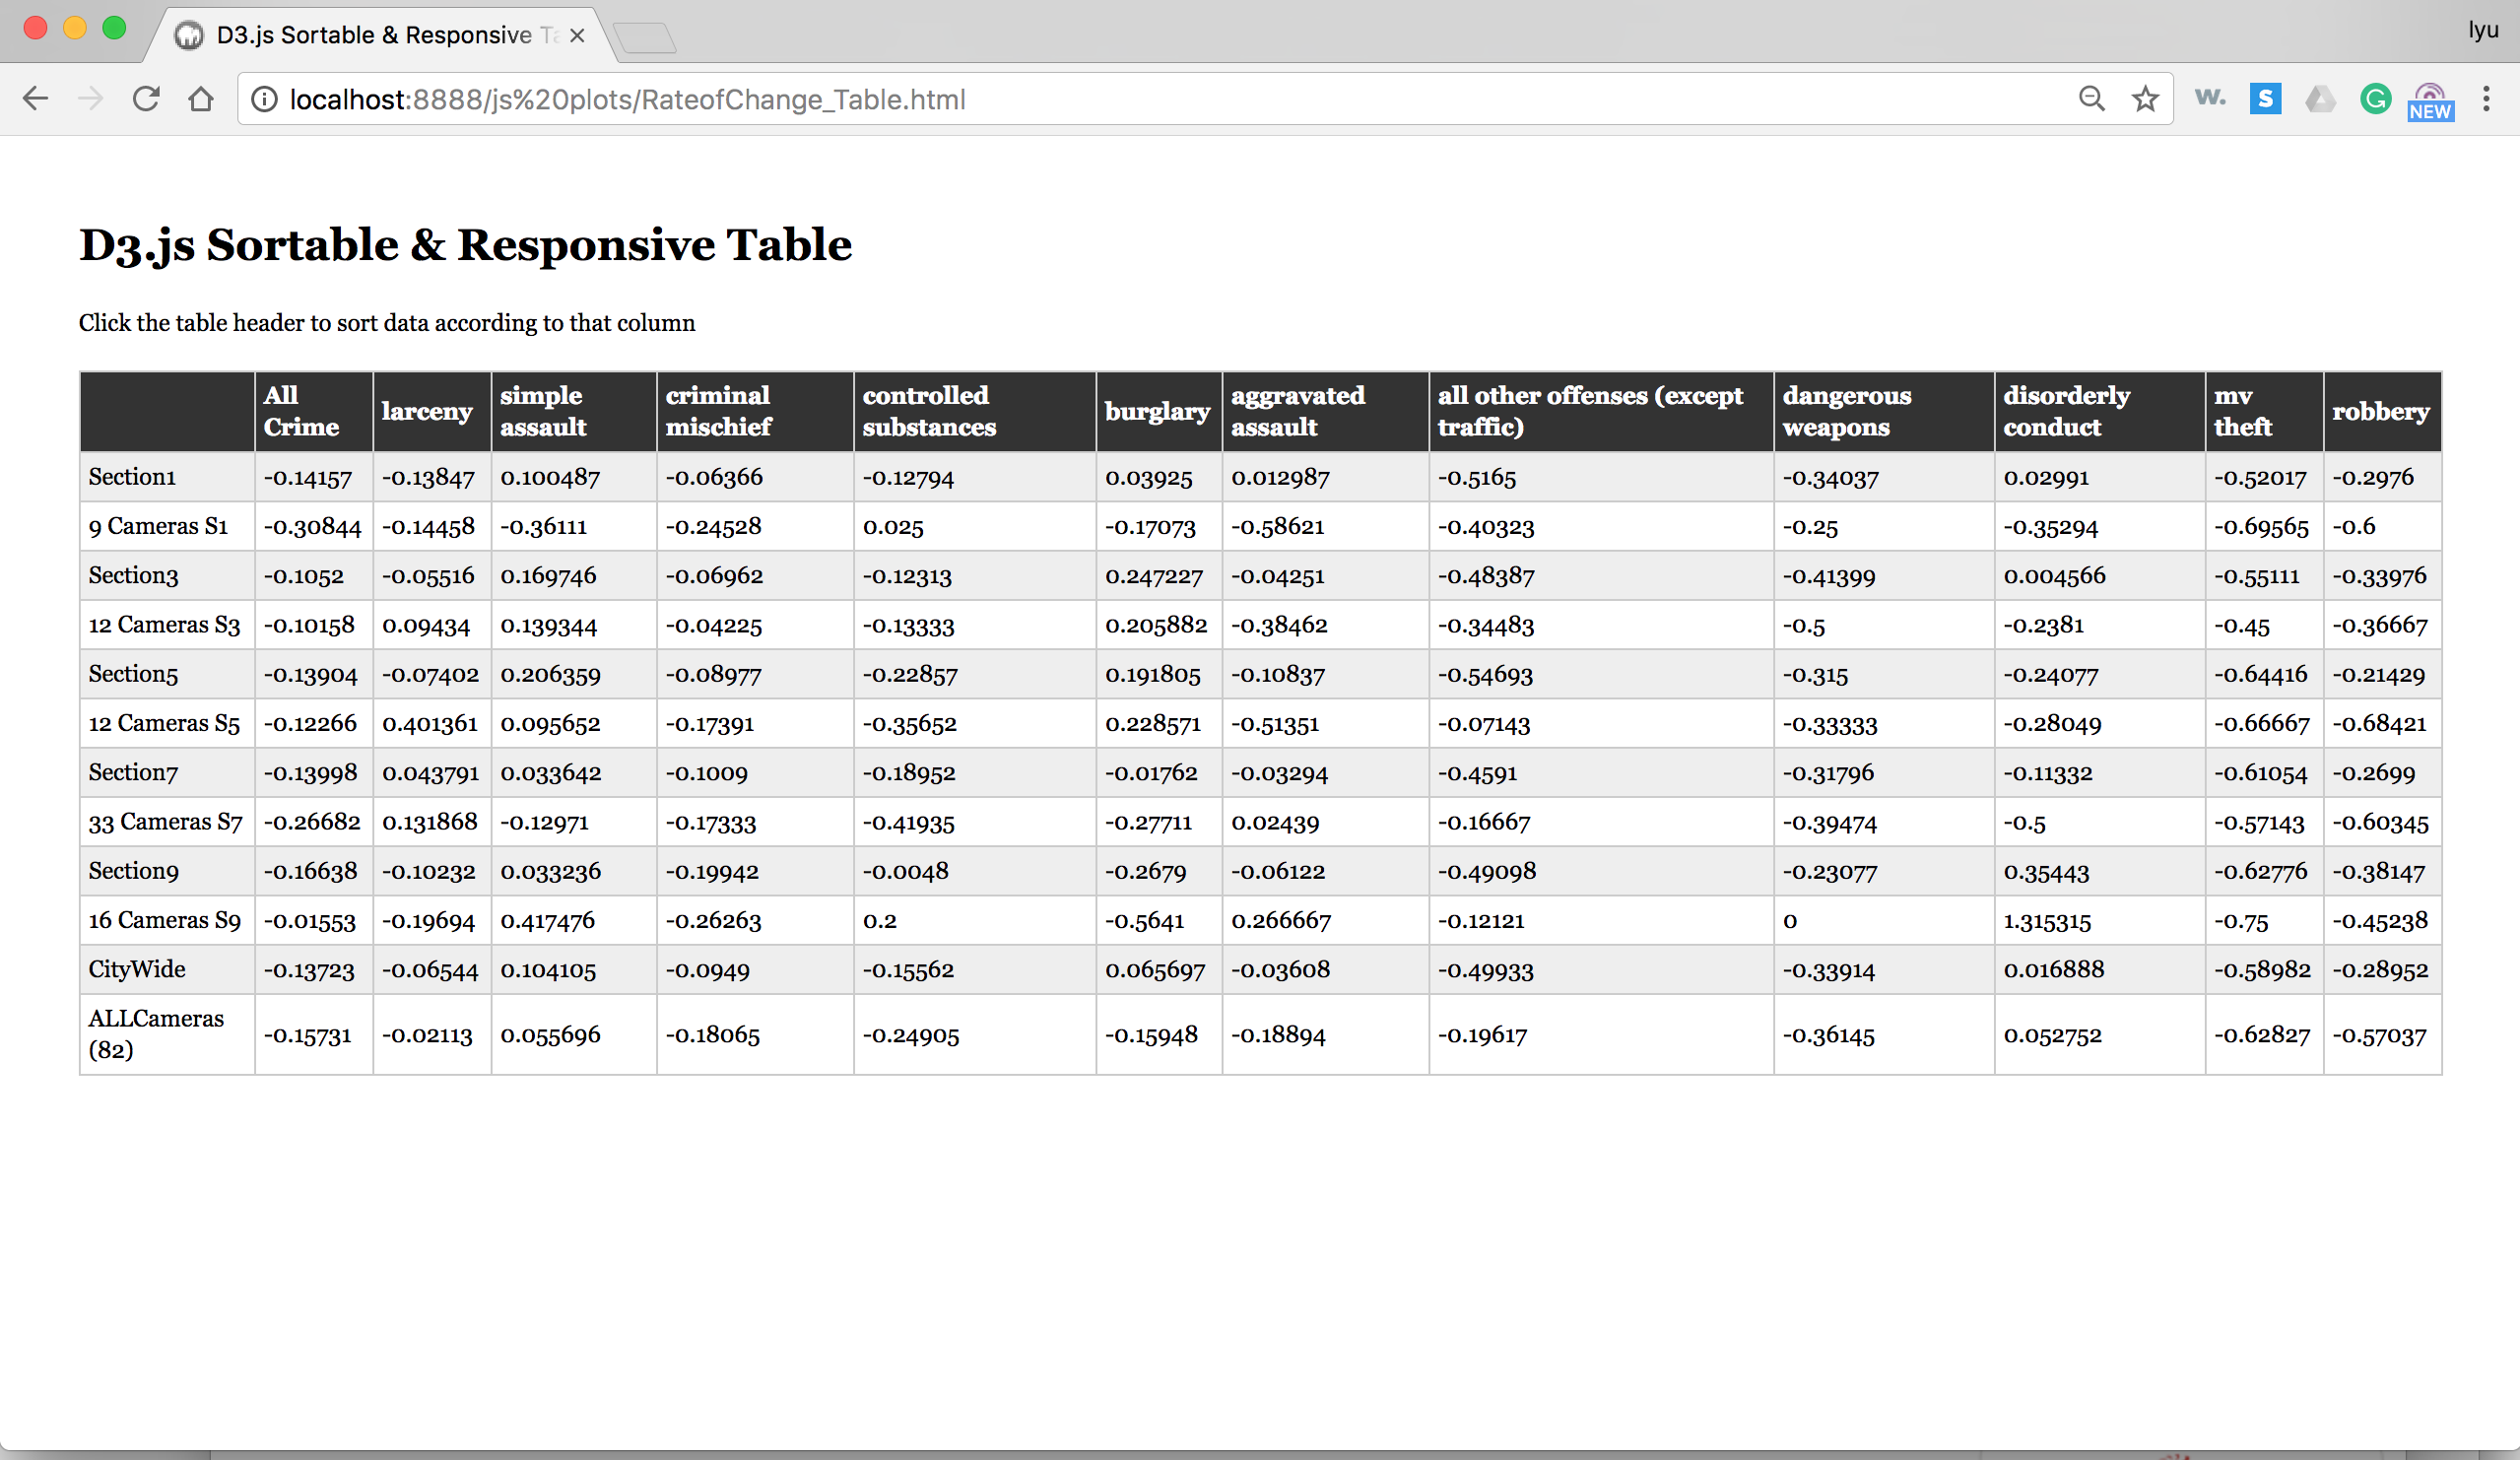 D3.js Sortable & Responsive Ta
lyu
localhost:8888/js%20plots/RateofChange_Table.html
w.
S
G
NEW
D3.js Sortable & Responsive Table
Click the table header to sort data according to that column
All Crime larceny simple assault criminal mischief controlled substances burglary aggravated assault all other offenses (except traffic) dangerous weapons disorderly conduct mv theft robbery
Section1 -0.14157 -0.13847 0.100487 -0.06366 -0.12794 0.03925 0.012987 -0.5165 -0.34037 0.02991 -0.52017 -0.2976
9 Cameras S1 -0.30844 -0.14458 -0.36111 -0.24528 0.025 -0.17073 -0.58621 -0.40323 -0.25 -0.35294 -0.69565 -0.6
Section3 -0.1052 -0.05516 0.169746 -0.06962 -0.12313 0.247227 -0.04251 -0.48387 -0.41399 0.004566 -0.55111 -0.33976
12 Cameras S3 -0.10158 0.09434 0.139344 -0.04225 -0.13333 0.205882 -0.38462 -0.34483 -0.5 -0.2381 -0.45 -0.36667
Section5 -0.13904 -0.07402 0.206359 -0.08977 -0.22857 0.191805 -0.10837 -0.54693 -0.315 -0.24077 -0.64416 -0.21429
12 Cameras S5 -0.12266 0.401361 0.095652 -0.17391 -0.35652 0.228571 -0.51351 -0.07143 -0.33333 -0.28049 -0.66667 -0.68421
Section7 -0.13998 0.043791 0.033642 -0.1009 -0.18952 -0.01762 -0.03294 -0.4591 -0.31796 -0.11332 -0.61054 -0.2699
33 Cameras S7 -0.26682 0.131868 -0.12971 -0.17333 -0.41935 -0.27711 0.02439 -0.16667 -0.39474 -0.5 -0.57143 -0.60345
Section9 -0.16638 -0.10232 0.033236 -0.19942 -0.0048 -0.2679 -0.06122 -0.49098 -0.23077 0.35443 -0.62776 -0.38147
16 Cameras S9 -0.01553 -0.19694 0.417476 -0.26263 0.2 -0.5641 0.266667 -0.12121 0 1.315315 -0.75 -0.45238
CityWide -0.13723 -0.06544 0.104105 -0.0949 -0.15562 0.065697 -0.03608 -0.49933 -0.33914 0.016888 -0.58982 -0.28952
ALLCameras (82) -0.15731 -0.02113 0.055696 -0.18065 -0.24905 -0.15948 -0.18894 -0.19617 -0.36145 0.052752 -0.62827 -0.57037